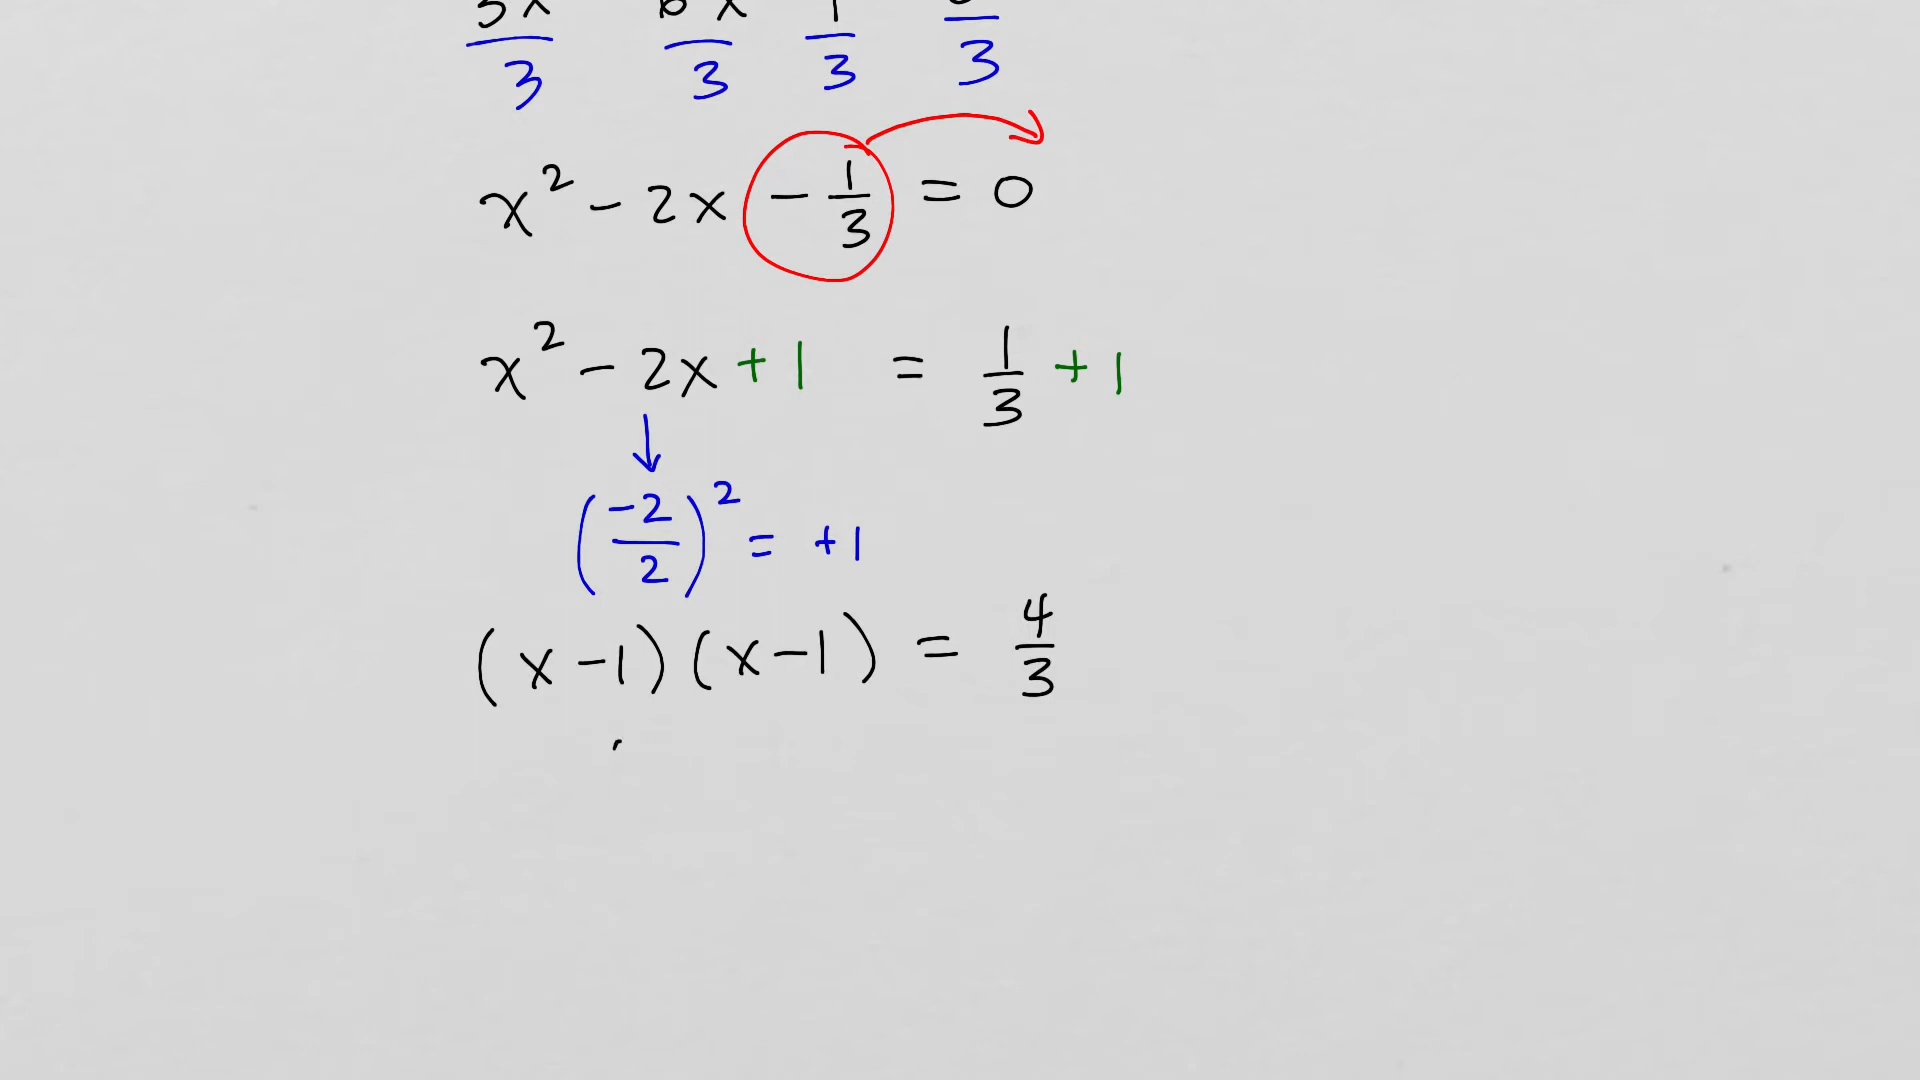 3 3 3 3
x² - 2x - 1/3 = 0
x² - 2x + 1 = 1/3 + 1
(-2/2)² = +1
(x-1)(x-1) = 4/3